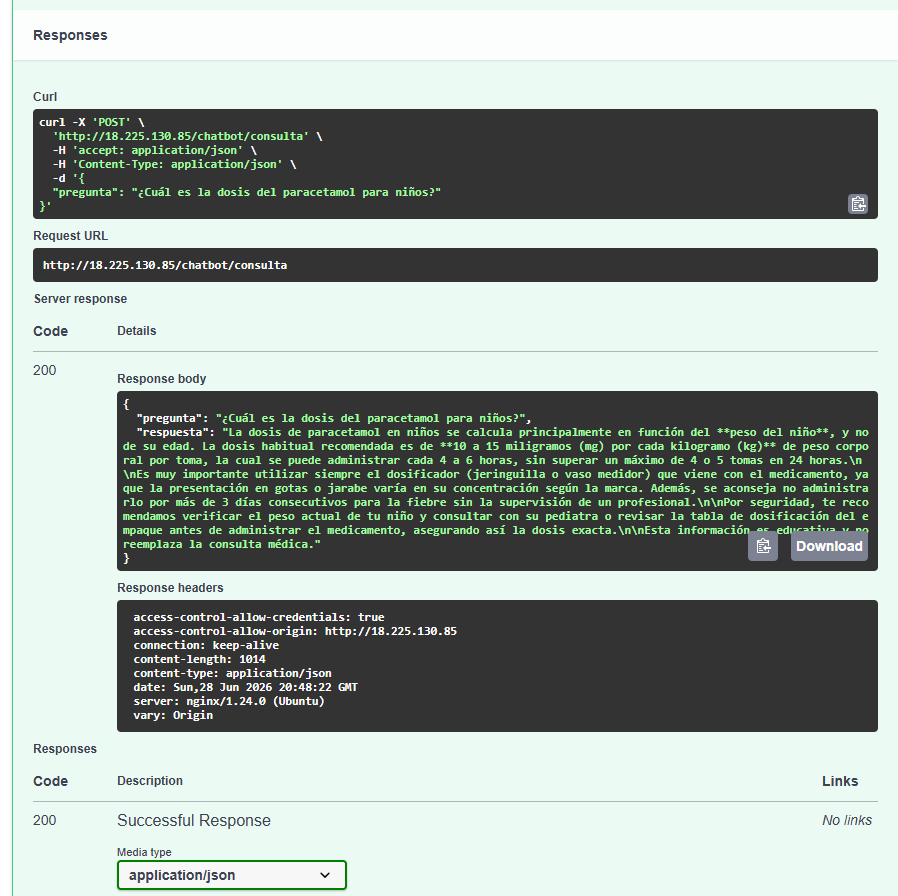 Responses
Curl
curl -X 'POST' \
  'http://18.225.130.85/chatbot/consulta' \
  -H 'accept: application/json' \
  -H 'Content-Type: application/json' \
  -d '{
  "pregunta": "¿Cuál es la dosis del paracetamol para niños?"
}'
Request URL
http://18.225.130.85/chatbot/consulta
Server response
Code Details
200
Response body
{
  "pregunta": "¿Cuál es la dosis del paracetamol para niños?",
  "respuesta": "La dosis de paracetamol en niños se calcula principalmente en función del **peso del niño**, y no
de su edad. La dosis habitual recomendada es de **10 a 15 miligramos (mg) por cada kilogramo (kg)** de peso corpo
ral por toma, la cual se puede administrar cada 4 a 6 horas, sin superar un máximo de 4 o 5 tomas en 24 horas.\n
\nEs muy importante utilizar siempre el dosificador (jeringuilla o vaso medidor) que viene con el medicamento, ya
que la presentación en gotas o jarabe varía en su concentración según la marca. Además, se aconseja no administra
rlo por más de 3 días consecutivos para la fiebre sin la supervisión de un profesional.\n\nPor seguridad, te reco
mendamos verificar el peso actual de tu niño y consultar con su pediatra o revisar la tabla de dosificación del e
mpaque antes de administrar el medicamento, asegurando así la dosis exacta.\n\nEsta información es educativa y no
reemplaza la consulta médica."
}
Download
Response headers
access-control-allow-credentials: true
access-control-allow-origin: http://18.225.130.85
connection: keep-alive
content-length: 1014
content-type: application/json
date: Sun,28 Jun 2026 20:48:22 GMT
server: nginx/1.24.0 (Ubuntu)
vary: Origin
Responses
Code Description Links
200 Successful Response No links
Media type
application/json